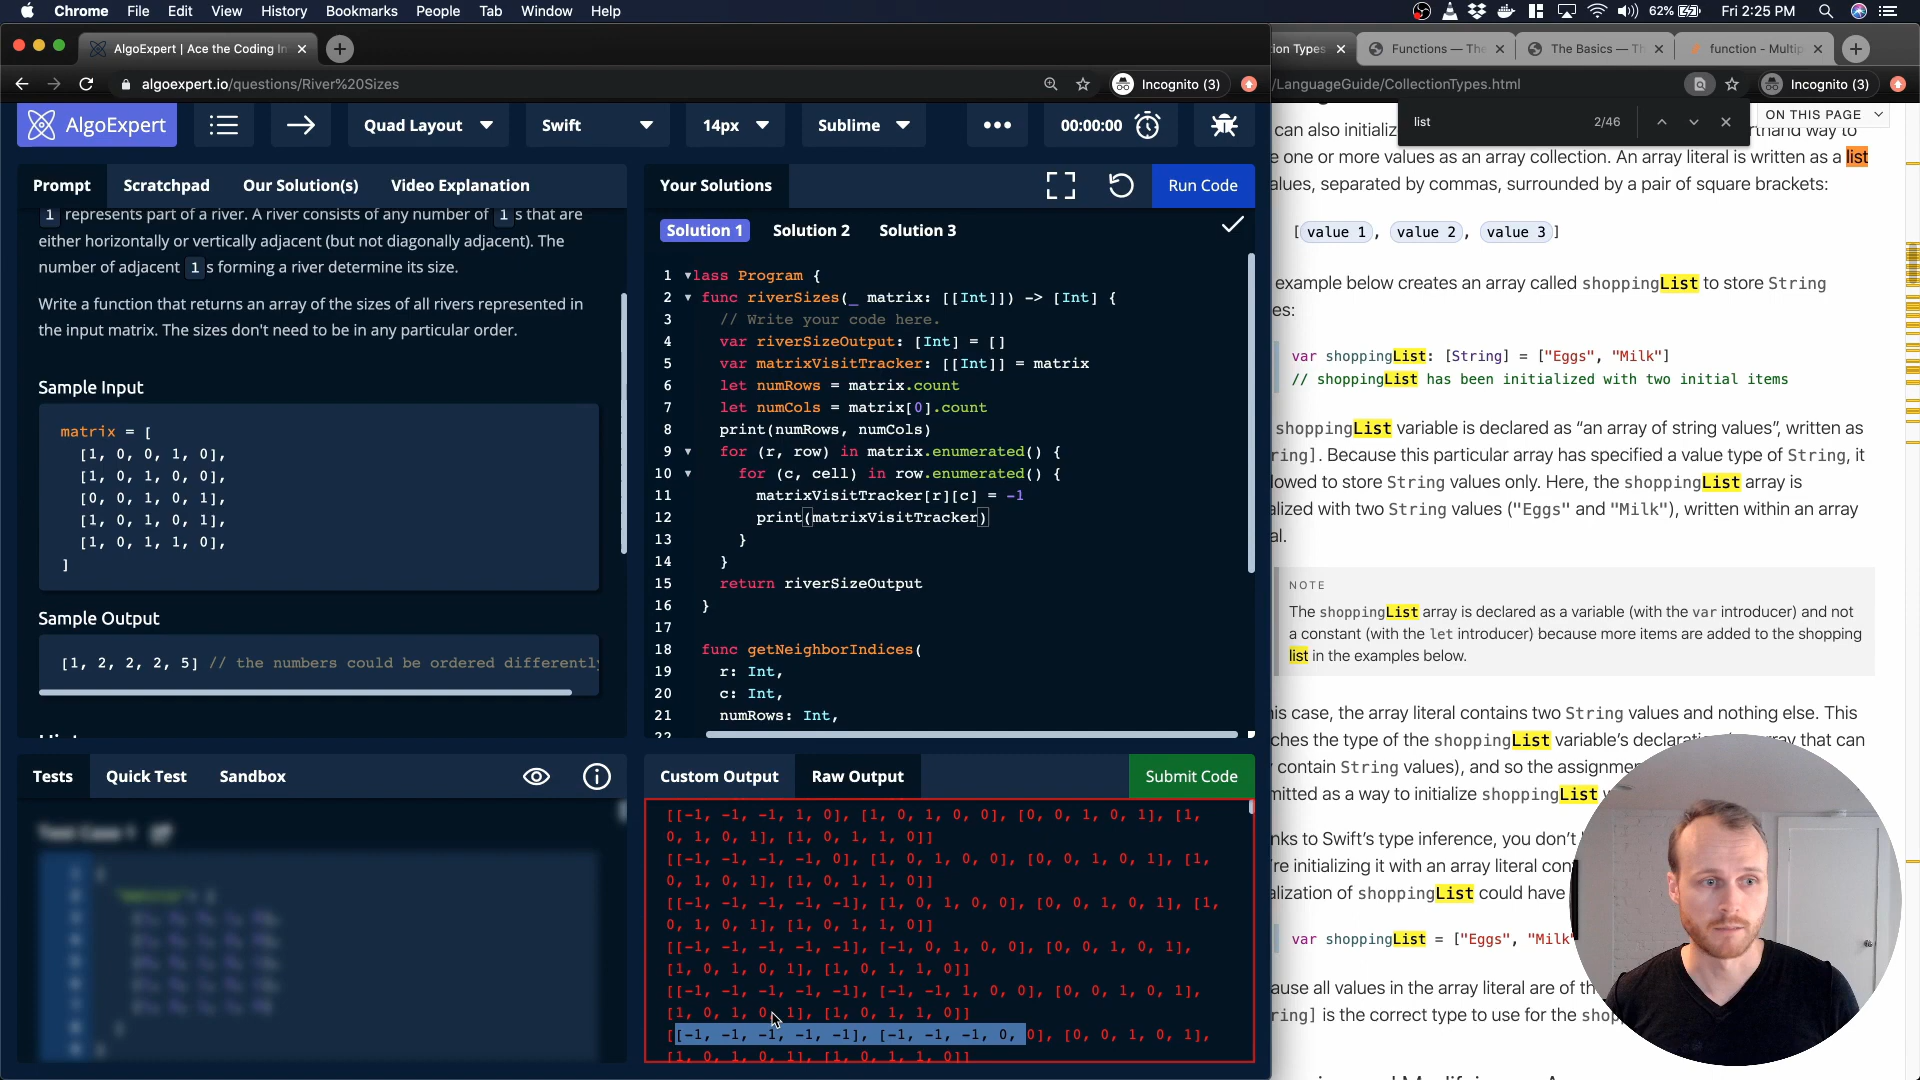 Chrome File Edit View History Bookmarks People Tab Window Help
62% Fri 2:25 PM
AlgoExpert | Ace the Coding In
algoexpert.io/questions/River%20Sizes
Incognito (3)
AlgoExpert
Quad Layout
Swift
14px
Sublime
00:00:00
Prompt Scratchpad Our Solution(s) Video Explanation
1 represents part of a river. A river consists of any number of 1 s that are
either horizontally or vertically adjacent (but not diagonally adjacent). The
number of adjacent 1 s forming a river determine its size.
Write a function that returns an array of the sizes of all rivers represented in
the input matrix. The sizes don't need to be in any particular order.
Sample Input
matrix = [
[1, 0, 0, 1, 0],
[1, 0, 1, 0, 0],
[0, 0, 1, 0, 1],
[1, 0, 1, 0, 1],
[1, 0, 1, 1, 0],
]
Sample Output
[1, 2, 2, 2, 5] // the numbers could be ordered differently
Tests Quick Test Sandbox
Your Solutions
Run Code
Solution 1 Solution 2 Solution 3
1 lass Program {
2 func riverSizes(_ matrix: [[Int]]) -> [Int] {
3 // Write your code here.
4 var riverSizeOutput: [Int] = []
5 var matrixVisitTracker: [[Int]] = matrix
6 let numRows = matrix.count
7 let numCols = matrix[0].count
8 print(numRows, numCols)
9 for (r, row) in matrix.enumerated() {
10 for (c, cell) in row.enumerated() {
11 matrixVisitTracker[r][c] = -1
12 print(matrixVisitTracker)
13 }
14 }
15 return riverSizeOutput
16 }
17
18 func getNeighborIndices(
19 r: Int,
20 c: Int,
21 numRows: Int,
22
Custom Output Raw Output
Submit Code
[[-1, -1, -1, 1, 0], [1, 0, 1, 0, 0], [0, 0, 1, 0, 1], [1,
0, 1, 0, 1], [1, 0, 1, 1, 0]]
[[-1, -1, -1, -1, 0], [1, 0, 1, 0, 0], [0, 0, 1, 0, 1], [1,
0, 1, 0, 1], [1, 0, 1, 1, 0]]
[[-1, -1, -1, -1, -1], [1, 0, 1, 0, 0], [0, 0, 1, 0, 1], [1,
0, 1, 0, 1], [1, 0, 1, 1, 0]]
[[-1, -1, -1, -1, -1], [-1, 0, 1, 0, 0], [0, 0, 1, 0, 1],
[1, 0, 1, 0, 1], [1, 0, 1, 1, 0]]
[[-1, -1, -1, -1, -1], [-1, -1, 1, 0, 0], [0, 0, 1, 0, 1],
[1, 0, 1, 0, 1], [1, 0, 1, 1, 0]]
[[-1, -1, -1, -1, -1], [-1, -1, -1, 0, 0], [0, 0, 1, 0, 1],
[1, 0, 1, 0, 1], [1, 0, 1, 1, 0]]
ion Types
Functions — The
The Basics — Th
function - Multip
/LanguageGuide/CollectionTypes.html
Incognito (3)
list 2/46
ON THIS PAGE
can also initializ rthand way to
e one or more values as an array collection. An array literal is written as a list
alues, separated by commas, surrounded by a pair of square brackets:
[value 1, value 2, value 3]
example below creates an array called shoppingList to store String
es:
var shoppingList: [String] = ["Eggs", "Milk"]
// shoppingList has been initialized with two initial items
shoppingList variable is declared as “an array of string values”, written as
ring]. Because this particular array has specified a value type of String, it
lowed to store String values only. Here, the shoppingList array is
alized with two String values ("Eggs" and "Milk"), written within an array
al.
NOTE
The shoppingList array is declared as a variable (with the var introducer) and not
a constant (with the let introducer) because more items are added to the shopping
list in the examples below.
is case, the array literal contains two String values and nothing else. This
ches the type of the shoppingList variable’s declarati array that can
contain String values), and so the assignme
mitted as a way to initialize shoppingList
nks to Swift’s type inference, you don’t
re initializing it with an array literal con
alization of shoppingList could have
var shoppingList = ["Eggs", "Milk"
ause all values in the array literal are of th
ring] is the correct type to use for the shop